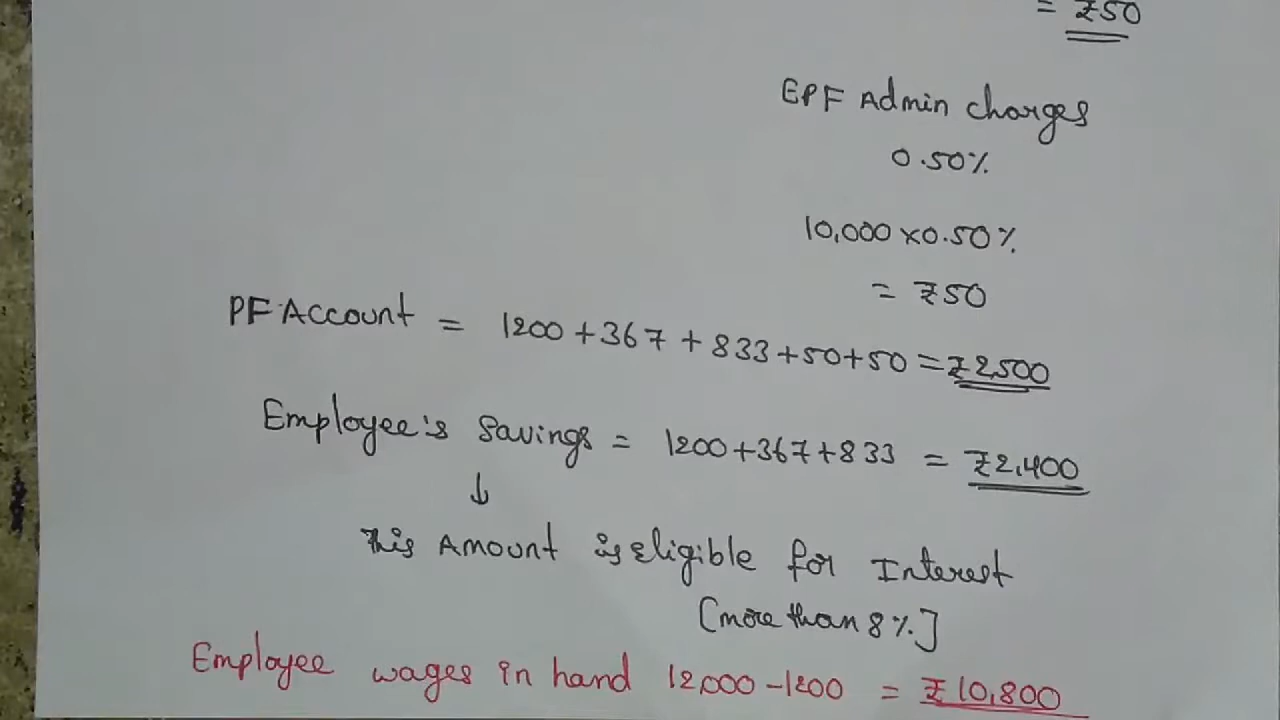 = ₹50
EPF Admin charges
0.50%
10,000 x0.50%
= ₹50
PF Account = 1200+367+833+50+50=₹2,500
Employee's Savings = 1200+367+833 = ₹2,400
↓
This Amount is Eligible for Interest
[more than 8%]
Employee wages in hand 12,000-1200 = ₹10,800